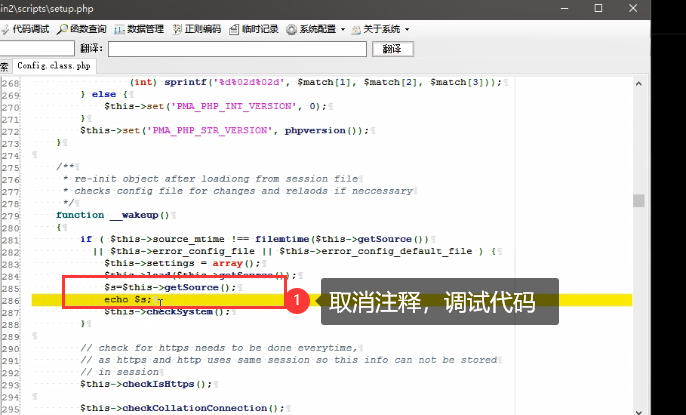 in2\scripts\setup.php
代码调试 函数查询 数据管理 正则编码 临时记录 系统配置 关于系统
翻译: 翻译
索 Config.class.php
268 (int) sprintf('%d%02d%02d', $match[1], $match[2], $match[3]));
269 } else {
270 $this->set('PMA_PHP_INT_VERSION', 0);
271 }
272 $this->set('PMA_PHP_STR_VERSION', phpversion());
273 }
274
275 /**
276 * re-init object after loadiong from session file
277 * checks config file for changes and relaods if neccessary
278 */
279 function __wakeup()
280 {
281 if ( $this->source_mtime !== filemtime($this->getSource())
282 || $this->error_config_file || $this->error_config_default_file ) {
283 $this->settings = array();
284 $this->load($this->getSource());
285 $s=$this->getSource();
286 echo $s;
1 取消注释，调试代码
287 $this->checkSystem();
288 }
289
290 // check for https needs to be done everytime,
291 // as https and http uses same session so this info can not be stored
292 // in session
293 $this->checkIsHttps();
294
295 $this->checkCollationConnection();